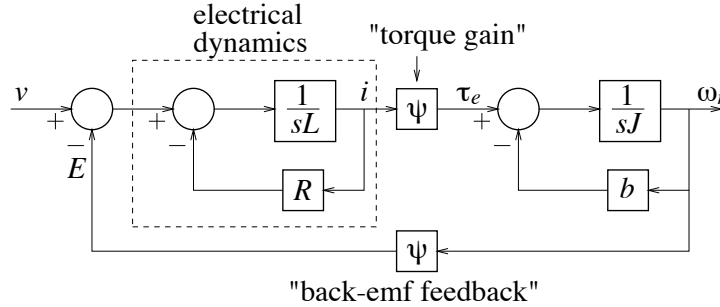 electrical
dynamics
"torque gain"
v
+
−
E
+
−
1
sL
i
R
ψ
τe
+
−
1
sJ
b
ψ
"back-emf feedback"